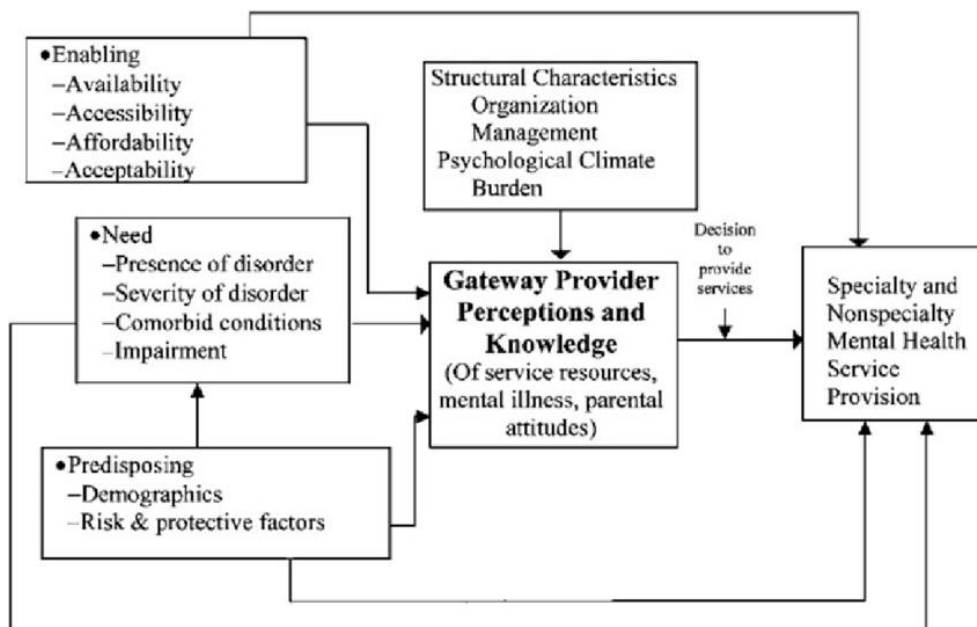 •Enabling
–Availability
–Accessibility
–Affordability
–Acceptability
Structural Characteristics
Organization
Management
Psychological Climate
Burden
•Need
–Presence of disorder
–Severity of disorder
–Comorbid conditions
–Impairment
Gateway Provider
Perceptions and
Knowledge
(Of service resources,
mental illness, parental
attitudes)
Decision
to
provide
services
Specialty and
Nonspecialty
Mental Health
Service
Provision
•Predisposing
–Demographics
–Risk & protective factors